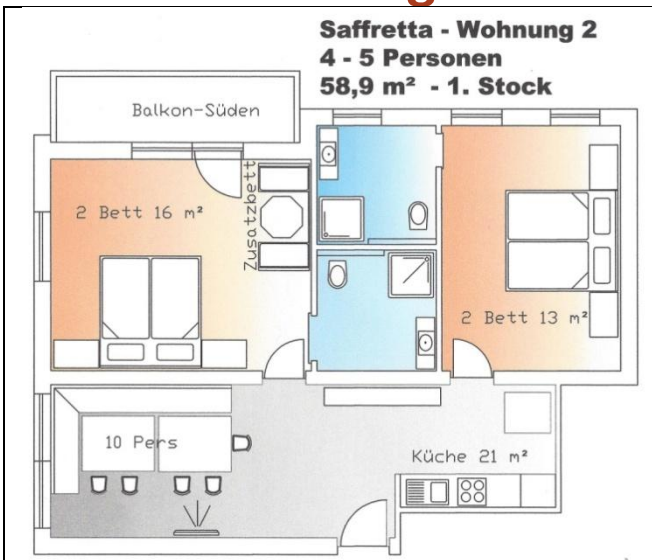 Saffretta - Wohnung 2
4 - 5 Personen
58,9 m² - 1. Stock
Balkon-Süden
2 Bett 16 m²
Zusatzbett
2 Bett 13 m²
10 Pers
Küche 21 m²